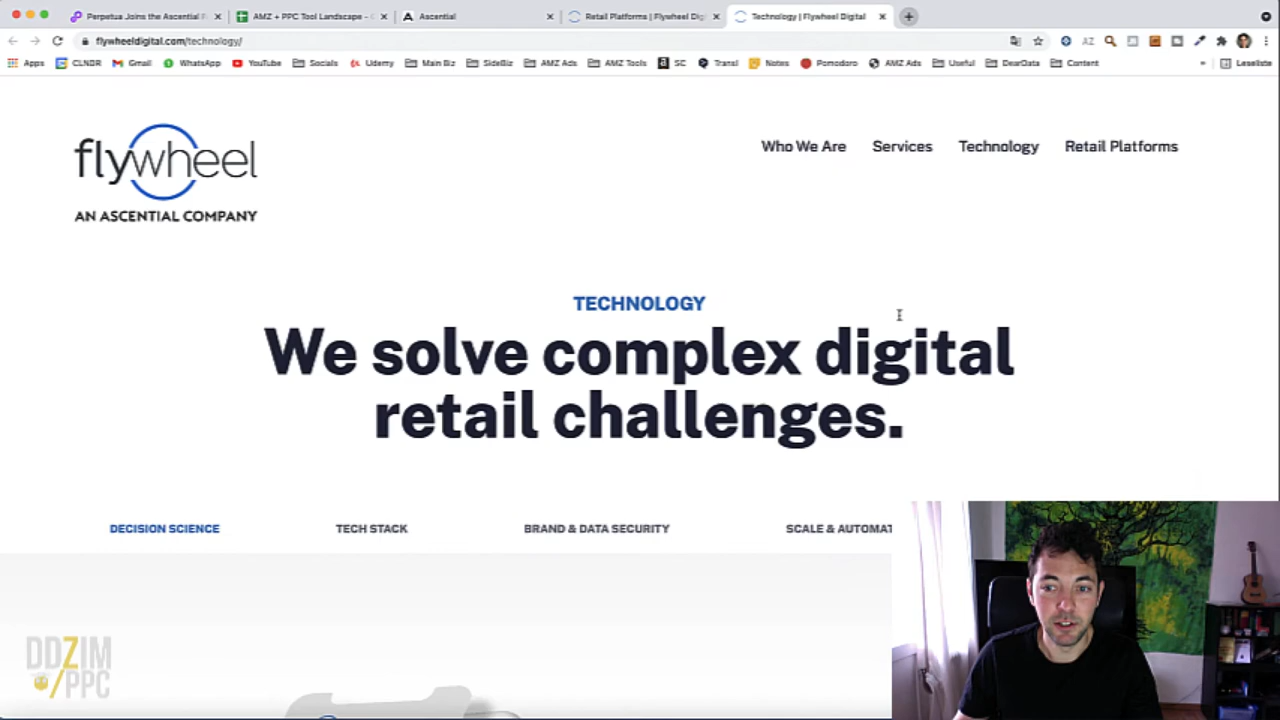 Perpetua Joins the Ascential F
AMZ + PPC Tool Landscape -
Ascential
Retail Platforms | Flywheel Dig
Technology | Flywheel Digital
flywheeldigital.com/technology/
Apps
CLNDR
Gmail
WhatsApp
YouTube
Socials
Udemy
Main Biz
SideBiz
AMZ Ads
AMZ Tools
SC
Transl
Notes
Pomodoro
AMZ Ads
Useful
DearData
Content
Leseliste
flywheel
AN ASCENTIAL COMPANY
Who We Are
Services
Technology
Retail Platforms
TECHNOLOGY
We solve complex digital
retail challenges.
DECISION SCIENCE
TECH STACK
BRAND & DATA SECURITY
SCALE & AUTOMAT
DDZIM
/PPC